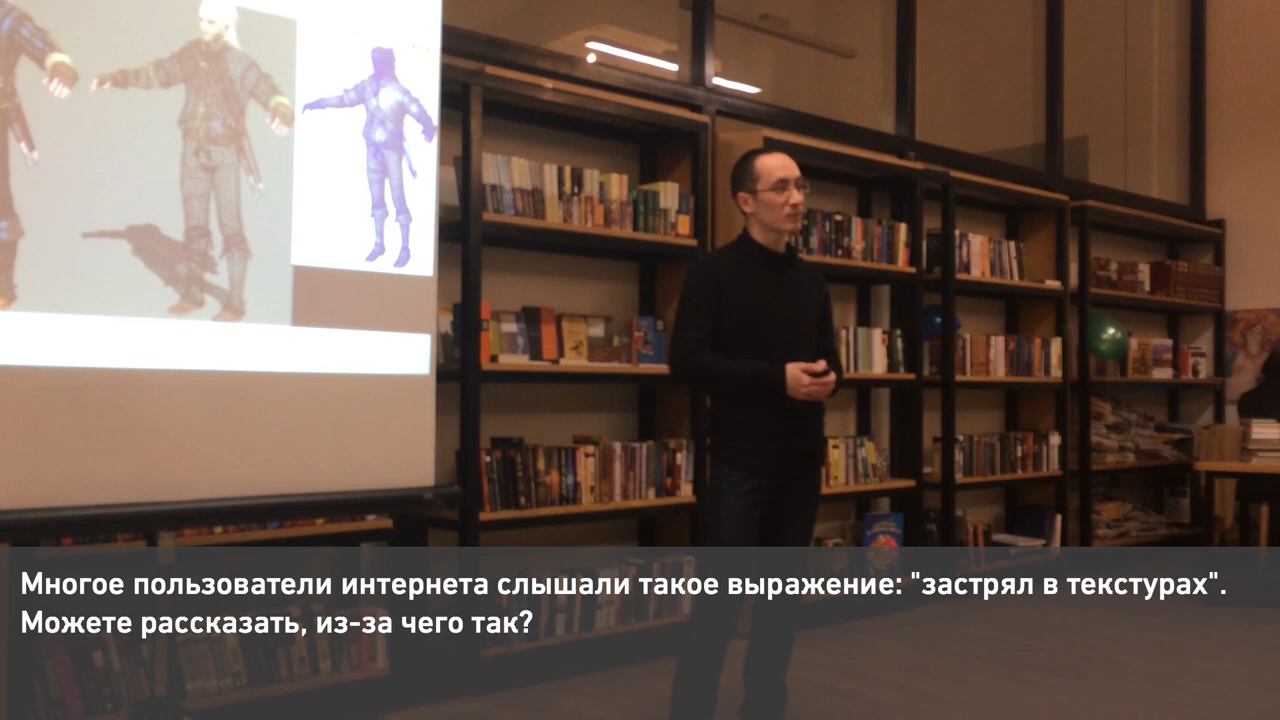 Многое пользователи интернета слышали такое выражение: "застрял в текстурах".
Можете рассказать, из-за чего так?